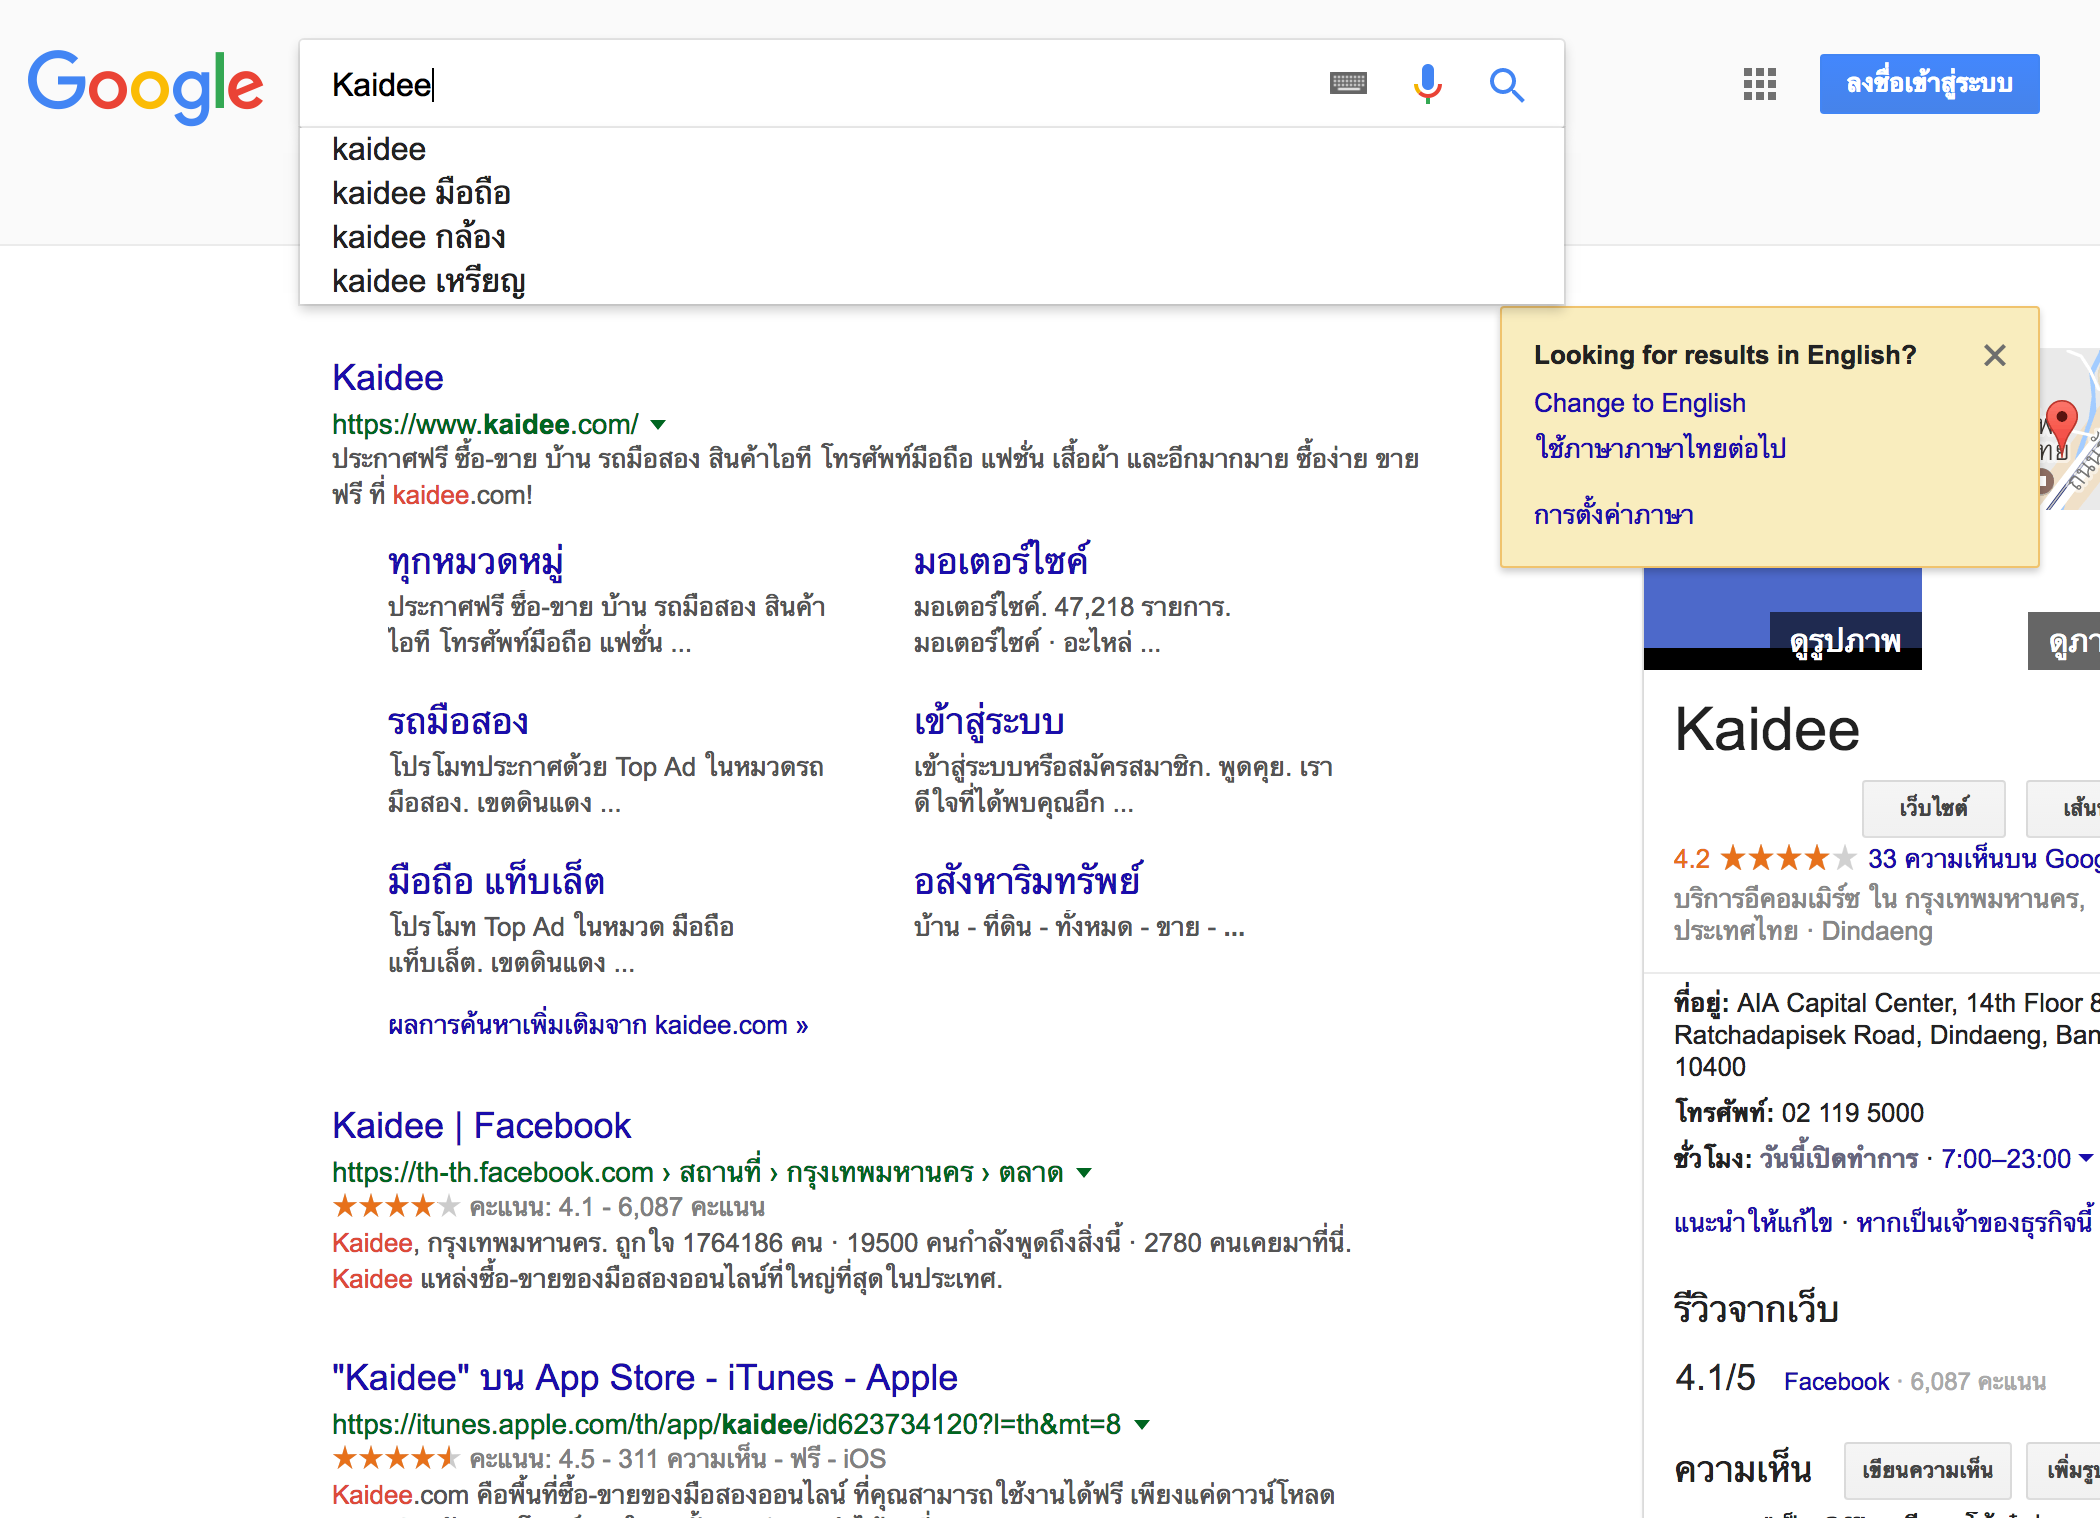 Google
Kaidee
ลงชื่อเข้าสู่ระบบ
kaidee
kaidee มือถือ
kaidee กล้อง
kaidee เหรียญ
Looking for results in English?
Change to English
ใช้ภาษาภาษาไทยต่อไป
การตั้งค่าภาษา
Kaidee
https://www.kaidee.com/
ประกาศฟรี ซื้อ-ขาย บ้าน รถมือสอง สินค้าไอที โทรศัพท์มือถือ แฟชั่น เสื้อผ้า และอีกมากมาย ซื้อง่าย ขาย
ฟรี ที่ kaidee.com!
ทุกหมวดหมู่
ประกาศฟรี ซื้อ-ขาย บ้าน รถมือสอง สินค้า
ไอที โทรศัพท์มือถือ แฟชั่น ...
มอเตอร์ไซค์
มอเตอร์ไซค์. 47,218 รายการ.
มอเตอร์ไซค์ · อะไหล่ ...
รถมือสอง
โปรโมทประกาศด้วย Top Ad ในหมวดรถ
มือสอง. เขตดินแดง ...
เข้าสู่ระบบ
เข้าสู่ระบบหรือสมัครสมาชิก. พูดคุย. เรา
ดีใจที่ได้พบคุณอีก ...
มือถือ แท็บเล็ต
โปรโมท Top Ad ในหมวด มือถือ
แท็บเล็ต. เขตดินแดง ...
อสังหาริมทรัพย์
บ้าน - ที่ดิน - ทั้งหมด - ขาย - ...
ผลการค้นหาเพิ่มเติมจาก kaidee.com »
Kaidee | Facebook
https://th-th.facebook.com › สถานที่ › กรุงเทพมหานคร › ตลาด
คะแนน: 4.1 - 6,087 คะแนน
Kaidee, กรุงเทพมหานคร. ถูกใจ 1764186 คน · 19500 คนกำลังพูดถึงสิ่งนี้ · 2780 คนเคยมาที่นี่.
Kaidee แหล่งซื้อ-ขายของมือสองออนไลน์ที่ใหญ่ที่สุดในประเทศ.
"Kaidee" บน App Store - iTunes - Apple
https://itunes.apple.com/th/app/kaidee/id623734120?l=th&mt=8
คะแนน: 4.5 - 311 ความเห็น - ฟรี - iOS
Kaidee.com คือพื้นที่ซื้อ-ขายของมือสองออนไลน์ ที่คุณสามารถใช้งานได้ฟรี เพียงแค่ดาวน์โหลด
ดูรูปภาพ
Kaidee
เว็บไซต์
4.2 33 ความเห็นบน
บริการอีคอมเมิร์ซ ใน กรุงเทพมหานคร,
ประเทศไทย · Dindaeng
ที่อยู่: AIA Capital Center, 14th Floor
Ratchadapisek Road, Dindaeng,
10400
โทรศัพท์: 02 119 5000
ชั่วโมง: วันนี้เปิดทำการ · 7:00–23:00
แนะนำให้แก้ไข · หากเป็นเจ้าของธุรกิจนี้
รีวิวจากเว็บ
4.1/5 Facebook · 6,087 คะแนน
ความเห็น
เขียนความเห็น